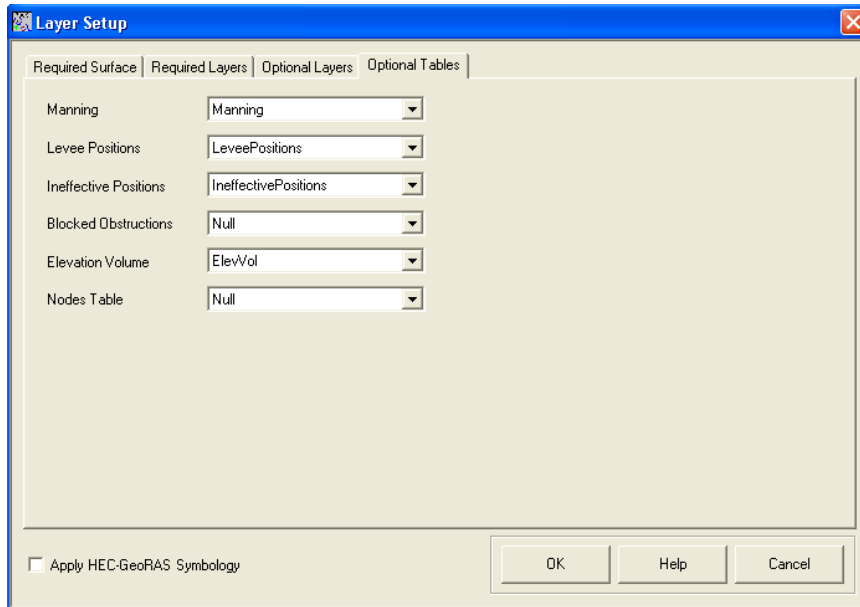 Layer Setup
Required Surface Required Layers Optional Layers Optional Tables
Manning Manning
Levee Positions LeveePositions
Ineffective Positions IneffectivePositions
Blocked Obstructions Null
Elevation Volume ElevVol
Nodes Table Null
Apply HEC-GeoRAS Symbology OK Help Cancel